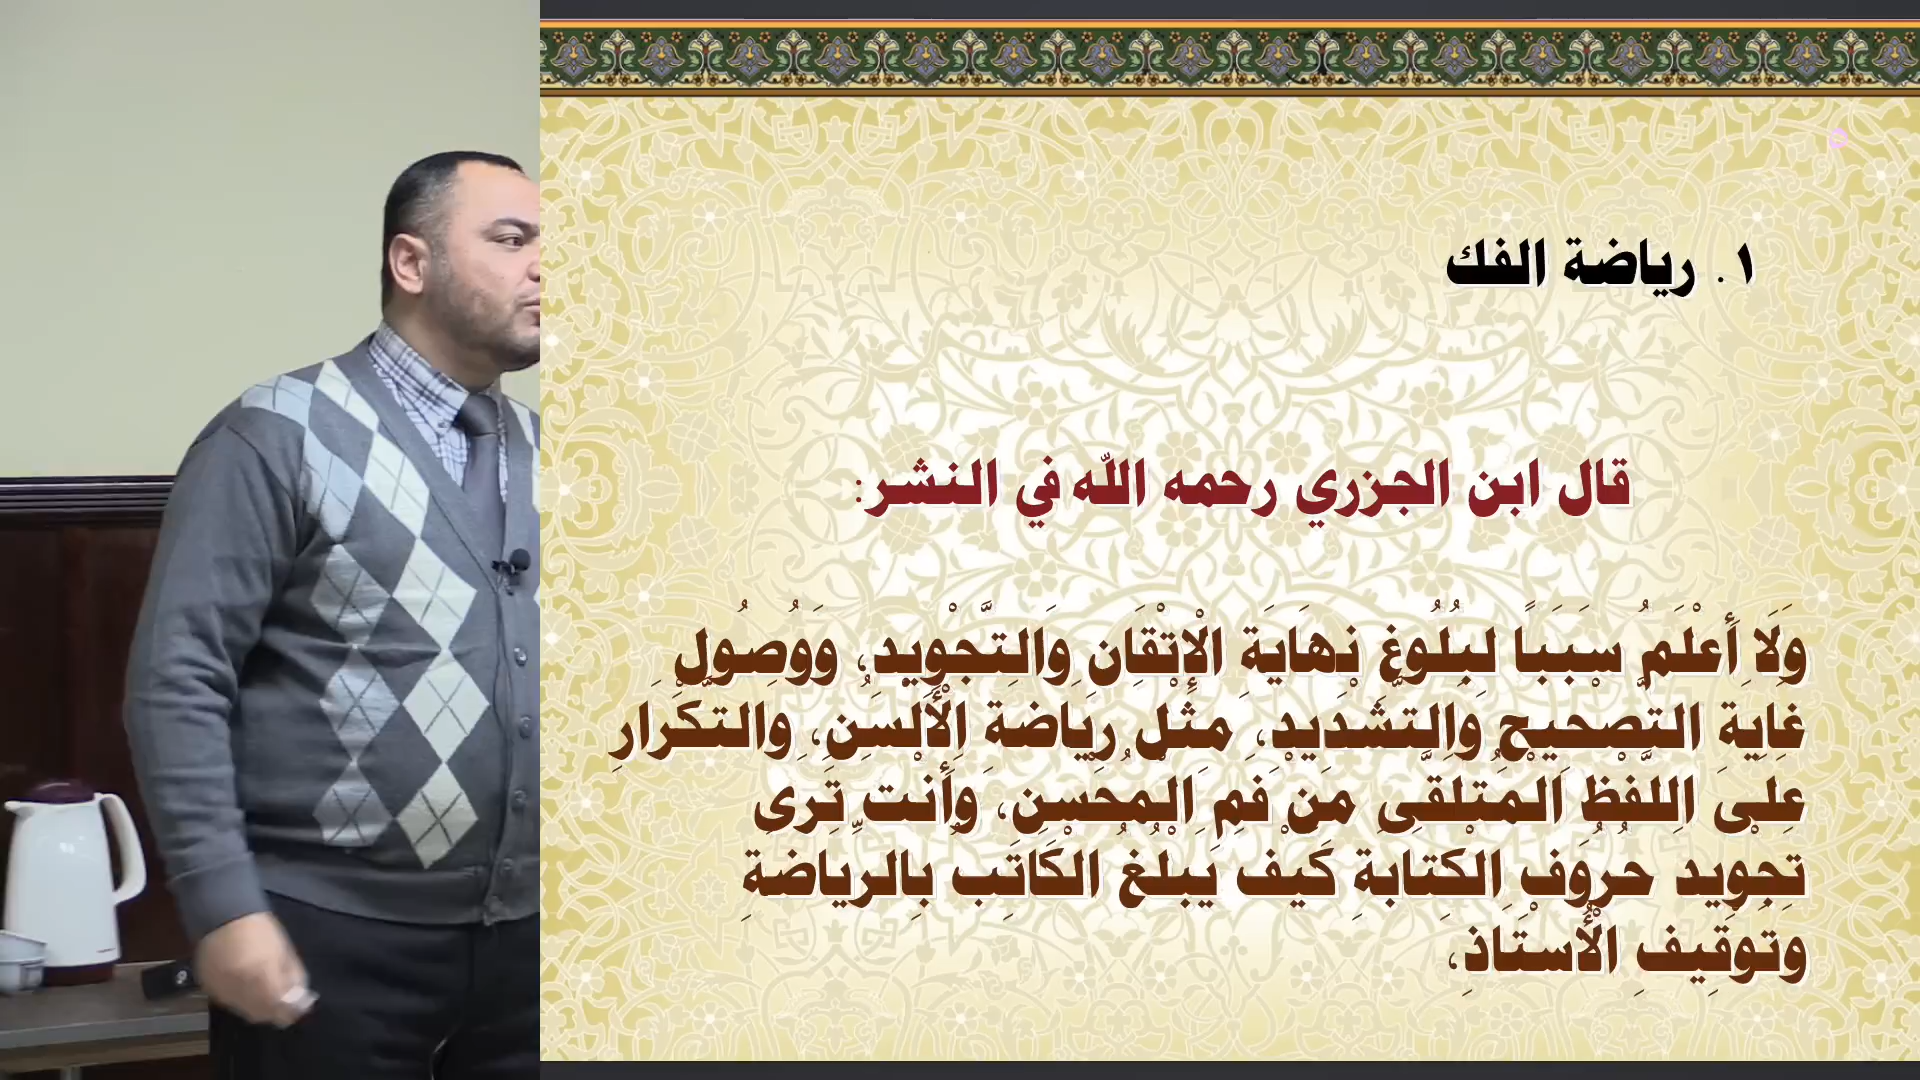 ١. رياضة الفك
قال ابن الجزري رحمه الله في النشر:
وَلَا أَعْلَمُ سَبَبًا لِبُلُوغِ نِهَايَةِ الْإِتْقَانِ وَالتَّجْوِيدِ، وَوُصُولِ
غَايَةِ التَّصْحِيحِ وَالتَّشْدِيدِ، مِثْلَ رِيَاضَةِ الْأَلْسُنِ، وَالتَّكْرَارِ
عَلَى اللَّفْظِ الْمُتَلَقَّى مِنْ فَمِ الْمُحْسِنِ، وَأَنْتَ تَرَى
تَجْوِيدَ حُرُوفِ الْكِتَابَةِ كَيْفَ يَبْلُغُ الْكَاتِبُ بِالرِّيَاضَةِ
وَتَوْقِيفِ الْأُسْتَاذِ،